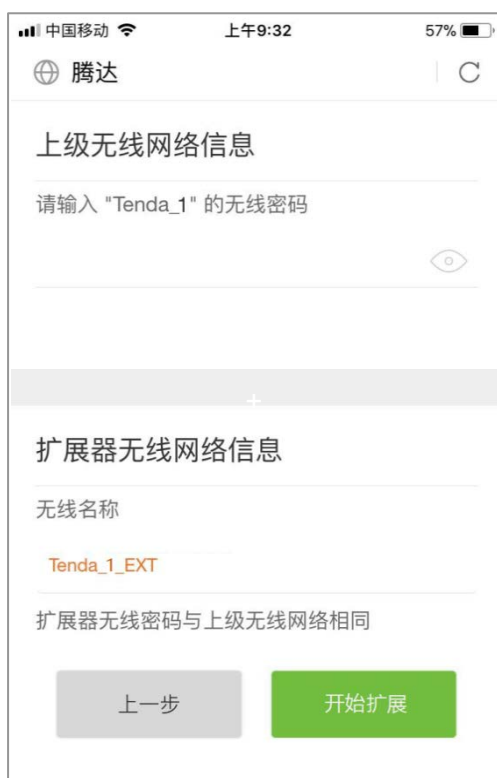 中国移动 上午9:32 57%
腾达
上级无线网络信息
请输入 "Tenda_1" 的无线密码
扩展器无线网络信息
无线名称
Tenda_1_EXT
扩展器无线密码与上级无线网络相同
上一步 开始扩展